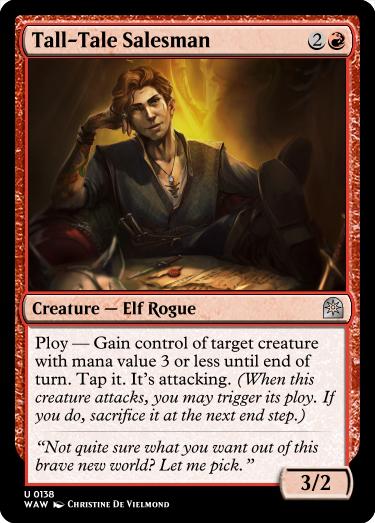 Tall-Tale Salesman 2
Creature — Elf Rogue
Ploy — Gain control of target creature
with mana value 3 or less until end of
turn. Tap it. It's attacking. (When this
creature attacks, you may trigger its ploy. If
you do, sacrifice it at the next end step.)
"Not quite sure what you want out of this
brave new world? Let me pick."
3/2
U 0138
WAW CHRISTINE DE VIELMOND